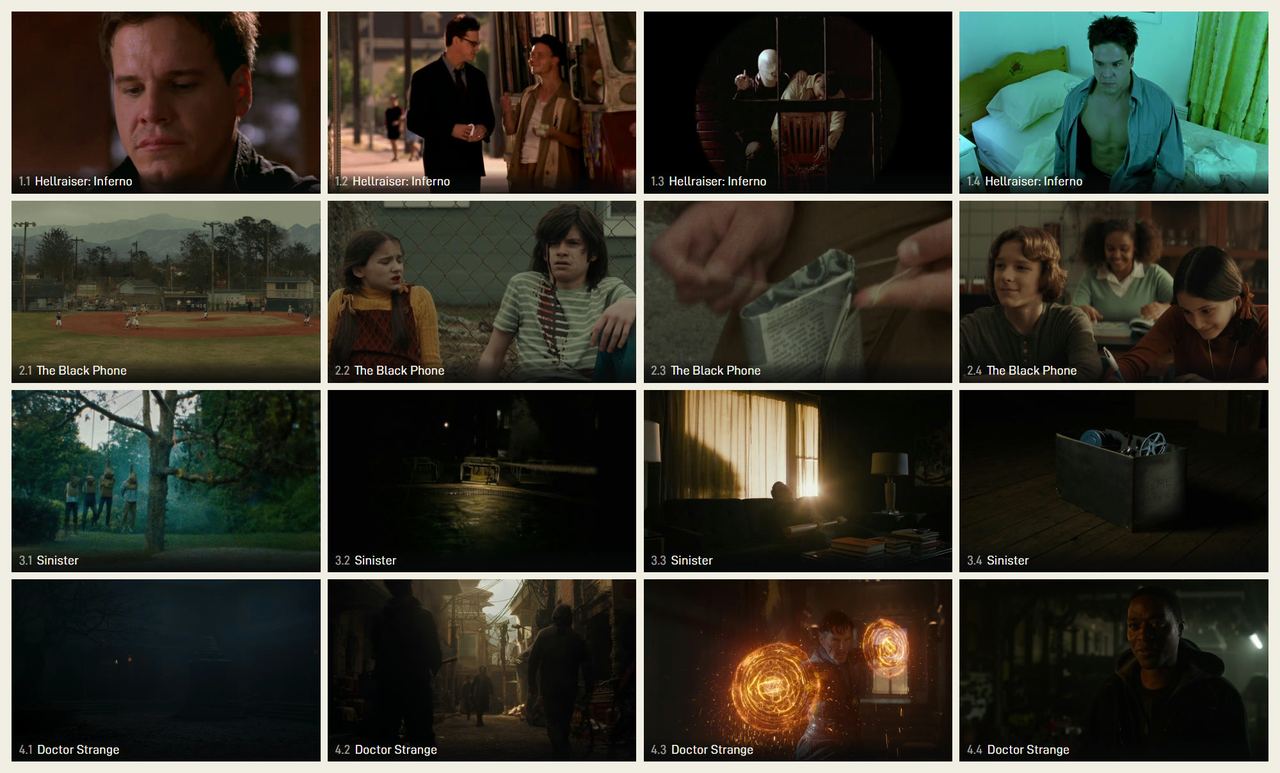 1.1 Hellraiser: Inferno
1.2 Hellraiser: Inferno
1.3 Hellraiser: Inferno
1.4 Hellraiser: Inferno
2.1 The Black Phone
2.2 The Black Phone
2.3 The Black Phone
2.4 The Black Phone
3.1 Sinister
3.2 Sinister
3.3 Sinister
3.4 Sinister
4.1 Doctor Strange
4.2 Doctor Strange
4.3 Doctor Strange
4.4 Doctor Strange